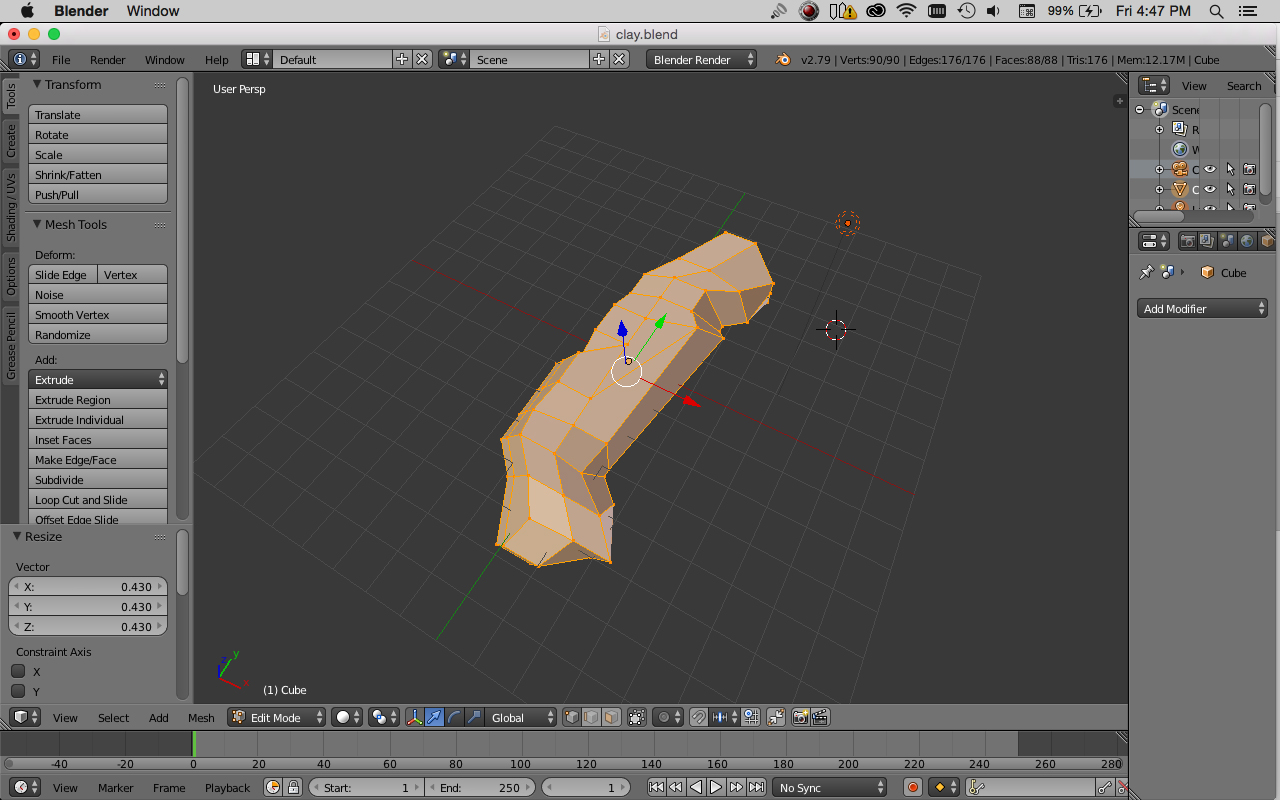 Blender Window 99% Fri 4:47 PM
clay.blend
File Render Window Help Default Scene Blender Render v2.79 | Verts:90/90 | Edges:176/176 | Faces:88/88 | Tris:176 | Mem:12.17M | Cube
Tools
Create
Shading / UVs
Options
Grease Pencil
Transform
Translate
Rotate
Scale
Shrink/Fatten
Push/Pull
Mesh Tools
Deform:
Slide Edge Vertex
Noise
Smooth Vertex
Randomize
Add:
Extrude
Extrude Region
Extrude Individual
Inset Faces
Make Edge/Face
Subdivide
Loop Cut and Slide
Offset Edge Slide
Resize
Vector
X: 0.430
Y: 0.430
Z: 0.430
Constraint Axis
X
Y
User Persp
z y x
(1) Cube
View Search
Scene
R
W
C
C
Cube
Add Modifier
View Select Add Mesh Edit Mode Global
-40 -20 0 20 40 60 80 100 120 140 160 180 200 220 240 260 280
View Marker Frame Playback Start: 1 End: 250 1 No Sync